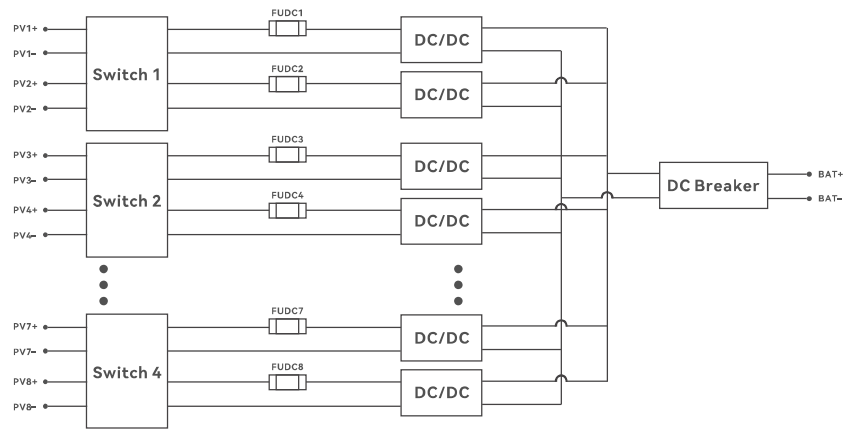 FUDC1
PV1+
DC/DC
PV1-
Switch 1
FUDC2
PV2+
DC/DC
PV2-
FUDC3
PV3+
DC/DC
PV3-
Switch 2
FUDC4
PV4+
DC/DC
PV4-
DC Breaker
BAT+
BAT-
FUDC7
PV7+
DC/DC
PV7-
Switch 4
FUDC8
PV8+
DC/DC
PV8-